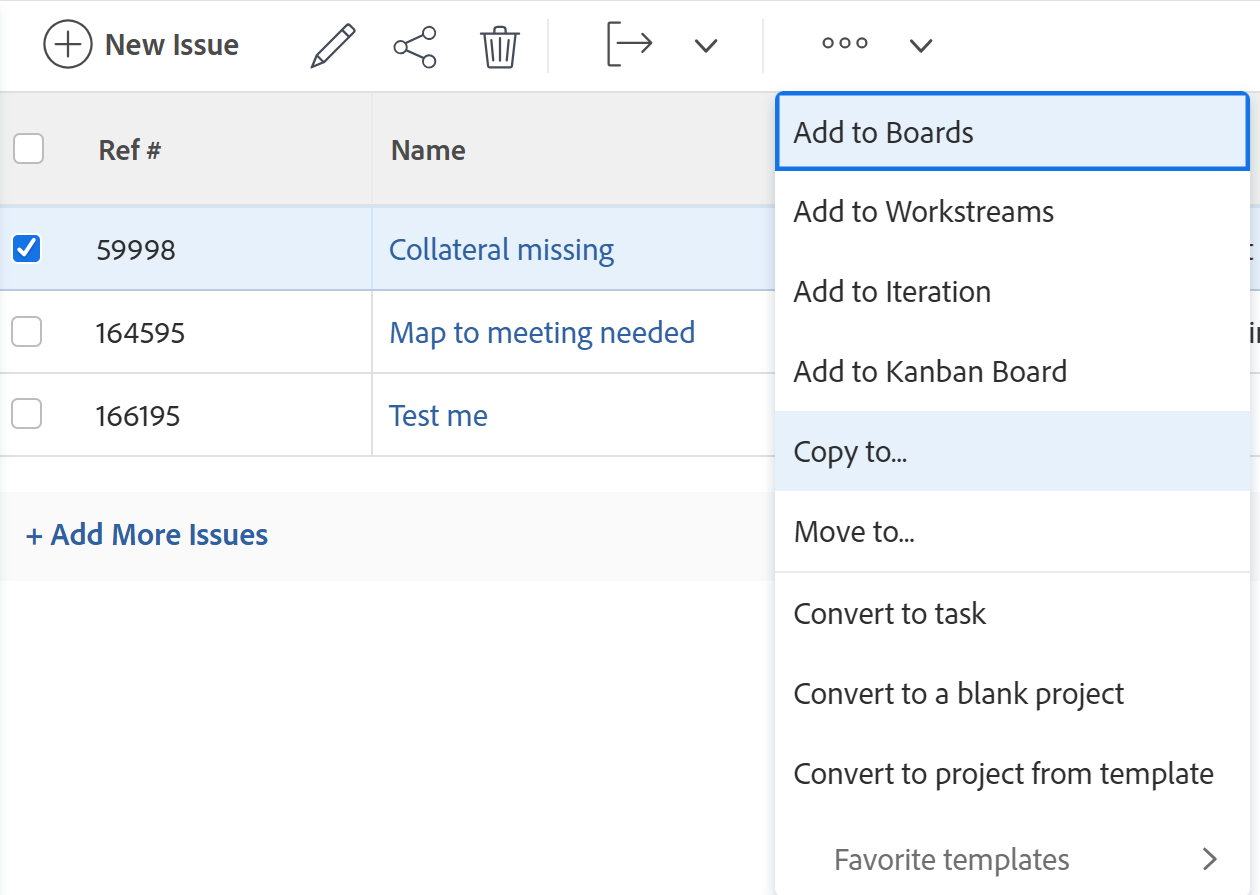 New Issue
Ref #
Name
59998
Collateral missing
164595
Map to meeting needed
166195
Test me
+ Add More Issues
Add to Boards
Add to Workstreams
Add to Iteration
Add to Kanban Board
Copy to...
Move to...
Convert to task
Convert to a blank project
Convert to project from template
Favorite templates